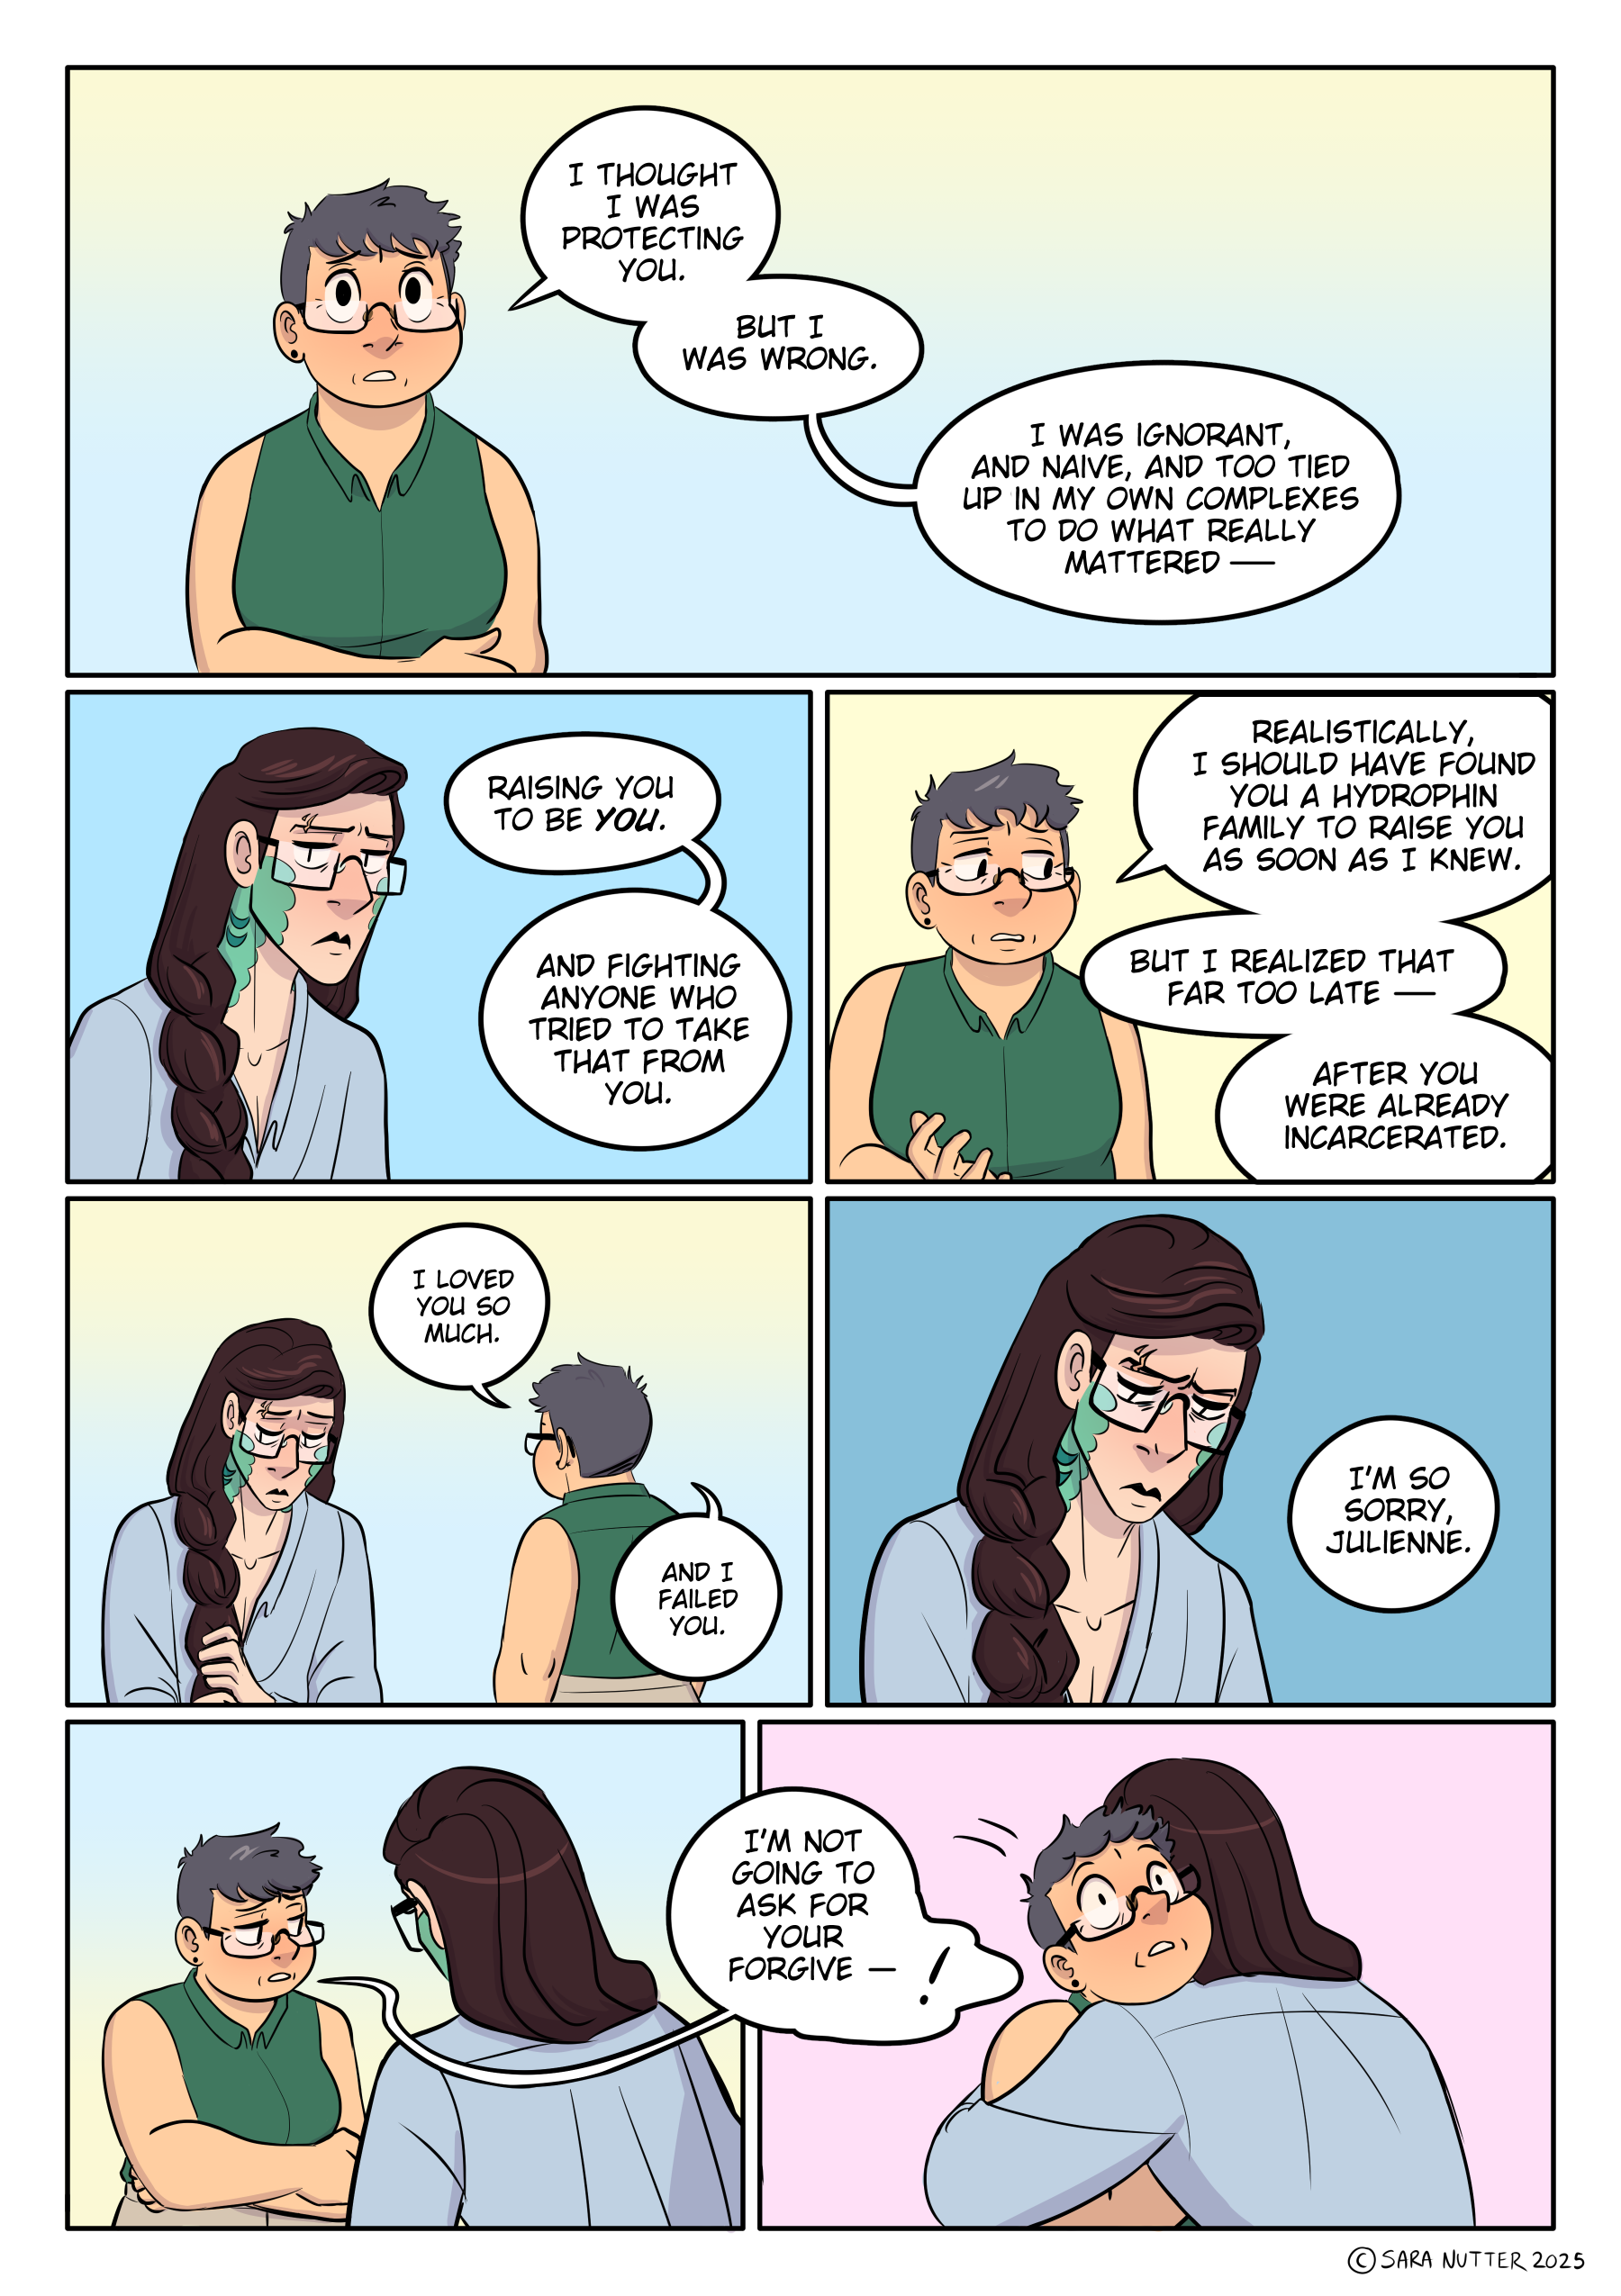 I THOUGHT
I WAS
PROTECTING
YOU.
BUT I
WAS WRONG.
I WAS IGNORANT,
AND NAIVE, AND TOO TIED
UP IN MY OWN COMPLEXES
TO DO WHAT REALLY
MATTERED —
RAISING YOU
TO BE YOU.
AND FIGHTING
ANYONE WHO
TRIED TO TAKE
THAT FROM
YOU.
REALISTICALLY,
I SHOULD HAVE FOUND
YOU A HYDROPHIN
FAMILY TO RAISE YOU
AS SOON AS I KNEW.
BUT I REALIZED THAT
FAR TOO LATE —
AFTER YOU
WERE ALREADY
INCARCERATED.
I LOVED
YOU SO
MUCH.
AND I
FAILED
YOU.
I'M SO
SORRY,
JULIENNE.
I'M NOT
GOING TO
ASK FOR
YOUR
FORGIVE —
!
© SARA NUTTER 2025